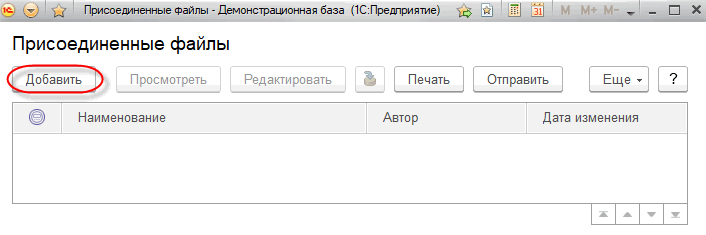 Присоединенные файлы - Демонстрационная база (1С:Предприятие)
M M+ M-
Присоединенные файлы
Добавить Просмотреть Редактировать Печать Отправить Еще ?
Наименование Автор Дата изменения